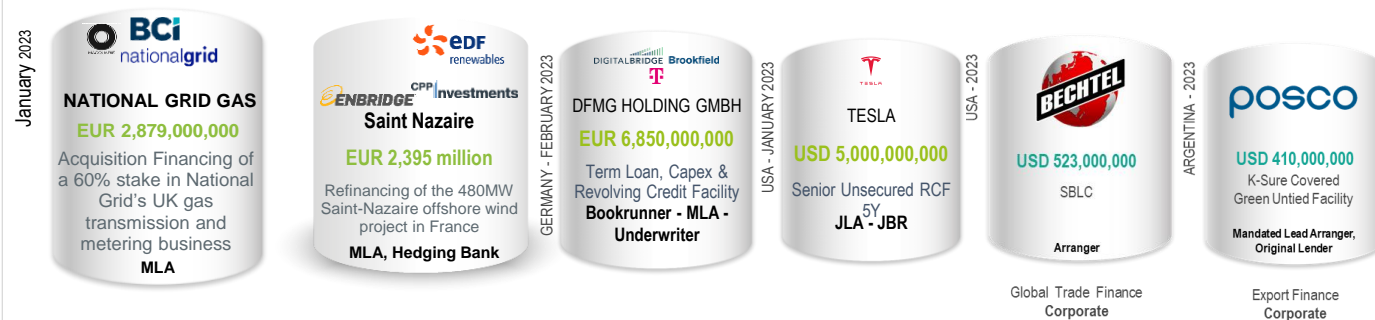 January 2023
MACQUARIE
BCi
nationalgrid
NATIONAL GRID GAS
EUR 2,879,000,000
Acquisition Financing of
a 60% stake in National
Grid's UK gas
transmission and
metering business
MLA
eDF
renewables
ENBRIDGE
CPP Investments
Saint Nazaire
EUR 2,395 million
Refinancing of the 480MW
Saint-Nazaire offshore wind
project in France
MLA, Hedging Bank
GERMANY - FEBRUARY 2023
DIGITALBRIDGE Brookfield
T
DFMG HOLDING GMBH
EUR 6,850,000,000
Term Loan, Capex &
Revolving Credit Facility
Bookrunner - MLA -
Underwriter
USA - JANUARY 2023
TESLA
TESLA
USD 5,000,000,000
Senior Unsecured RCF
5Y
JLA - JBR
USA - 2023
BECHTEL
USD 523,000,000
SBLC
Arranger
Global Trade Finance
Corporate
ARGENTINA - 2023
posco
USD 410,000,000
K-Sure Covered
Green Untied Facility
Mandated Lead Arranger,
Original Lender
Export Finance
Corporate